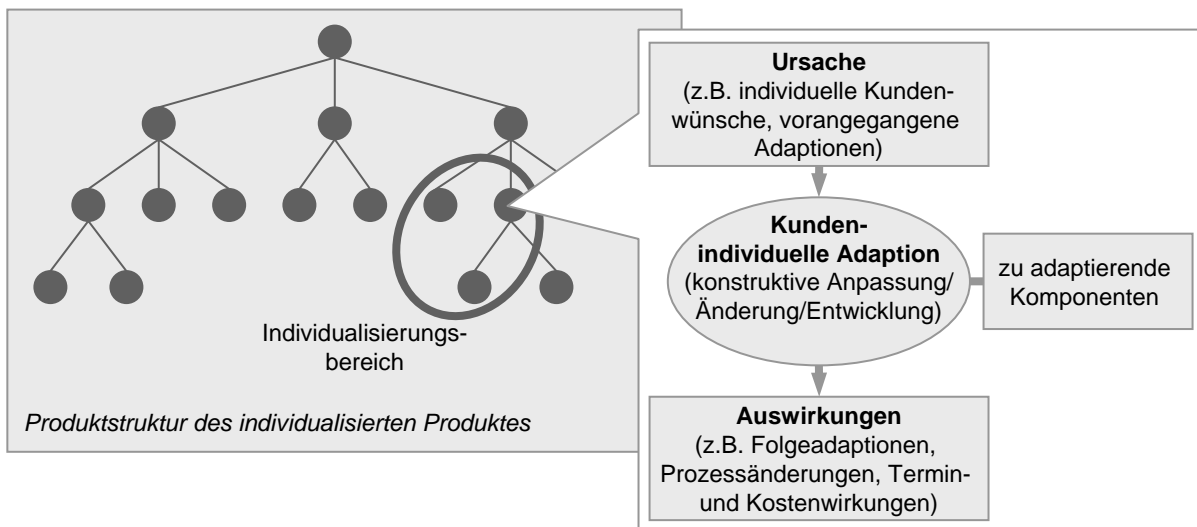 Individualisierungs-
bereich
Produktstruktur des individualisierten Produktes
Ursache
(z.B. individuelle Kunden-
wünsche, vorangegangene
Adaptionen)
Kunden-
individuelle Adaption
(konstruktive Anpassung/
Änderung/Entwicklung)
zu adaptierende
Komponenten
Auswirkungen
(z.B. Folgeadaptionen,
Prozessänderungen, Termin-
und Kostenwirkungen)